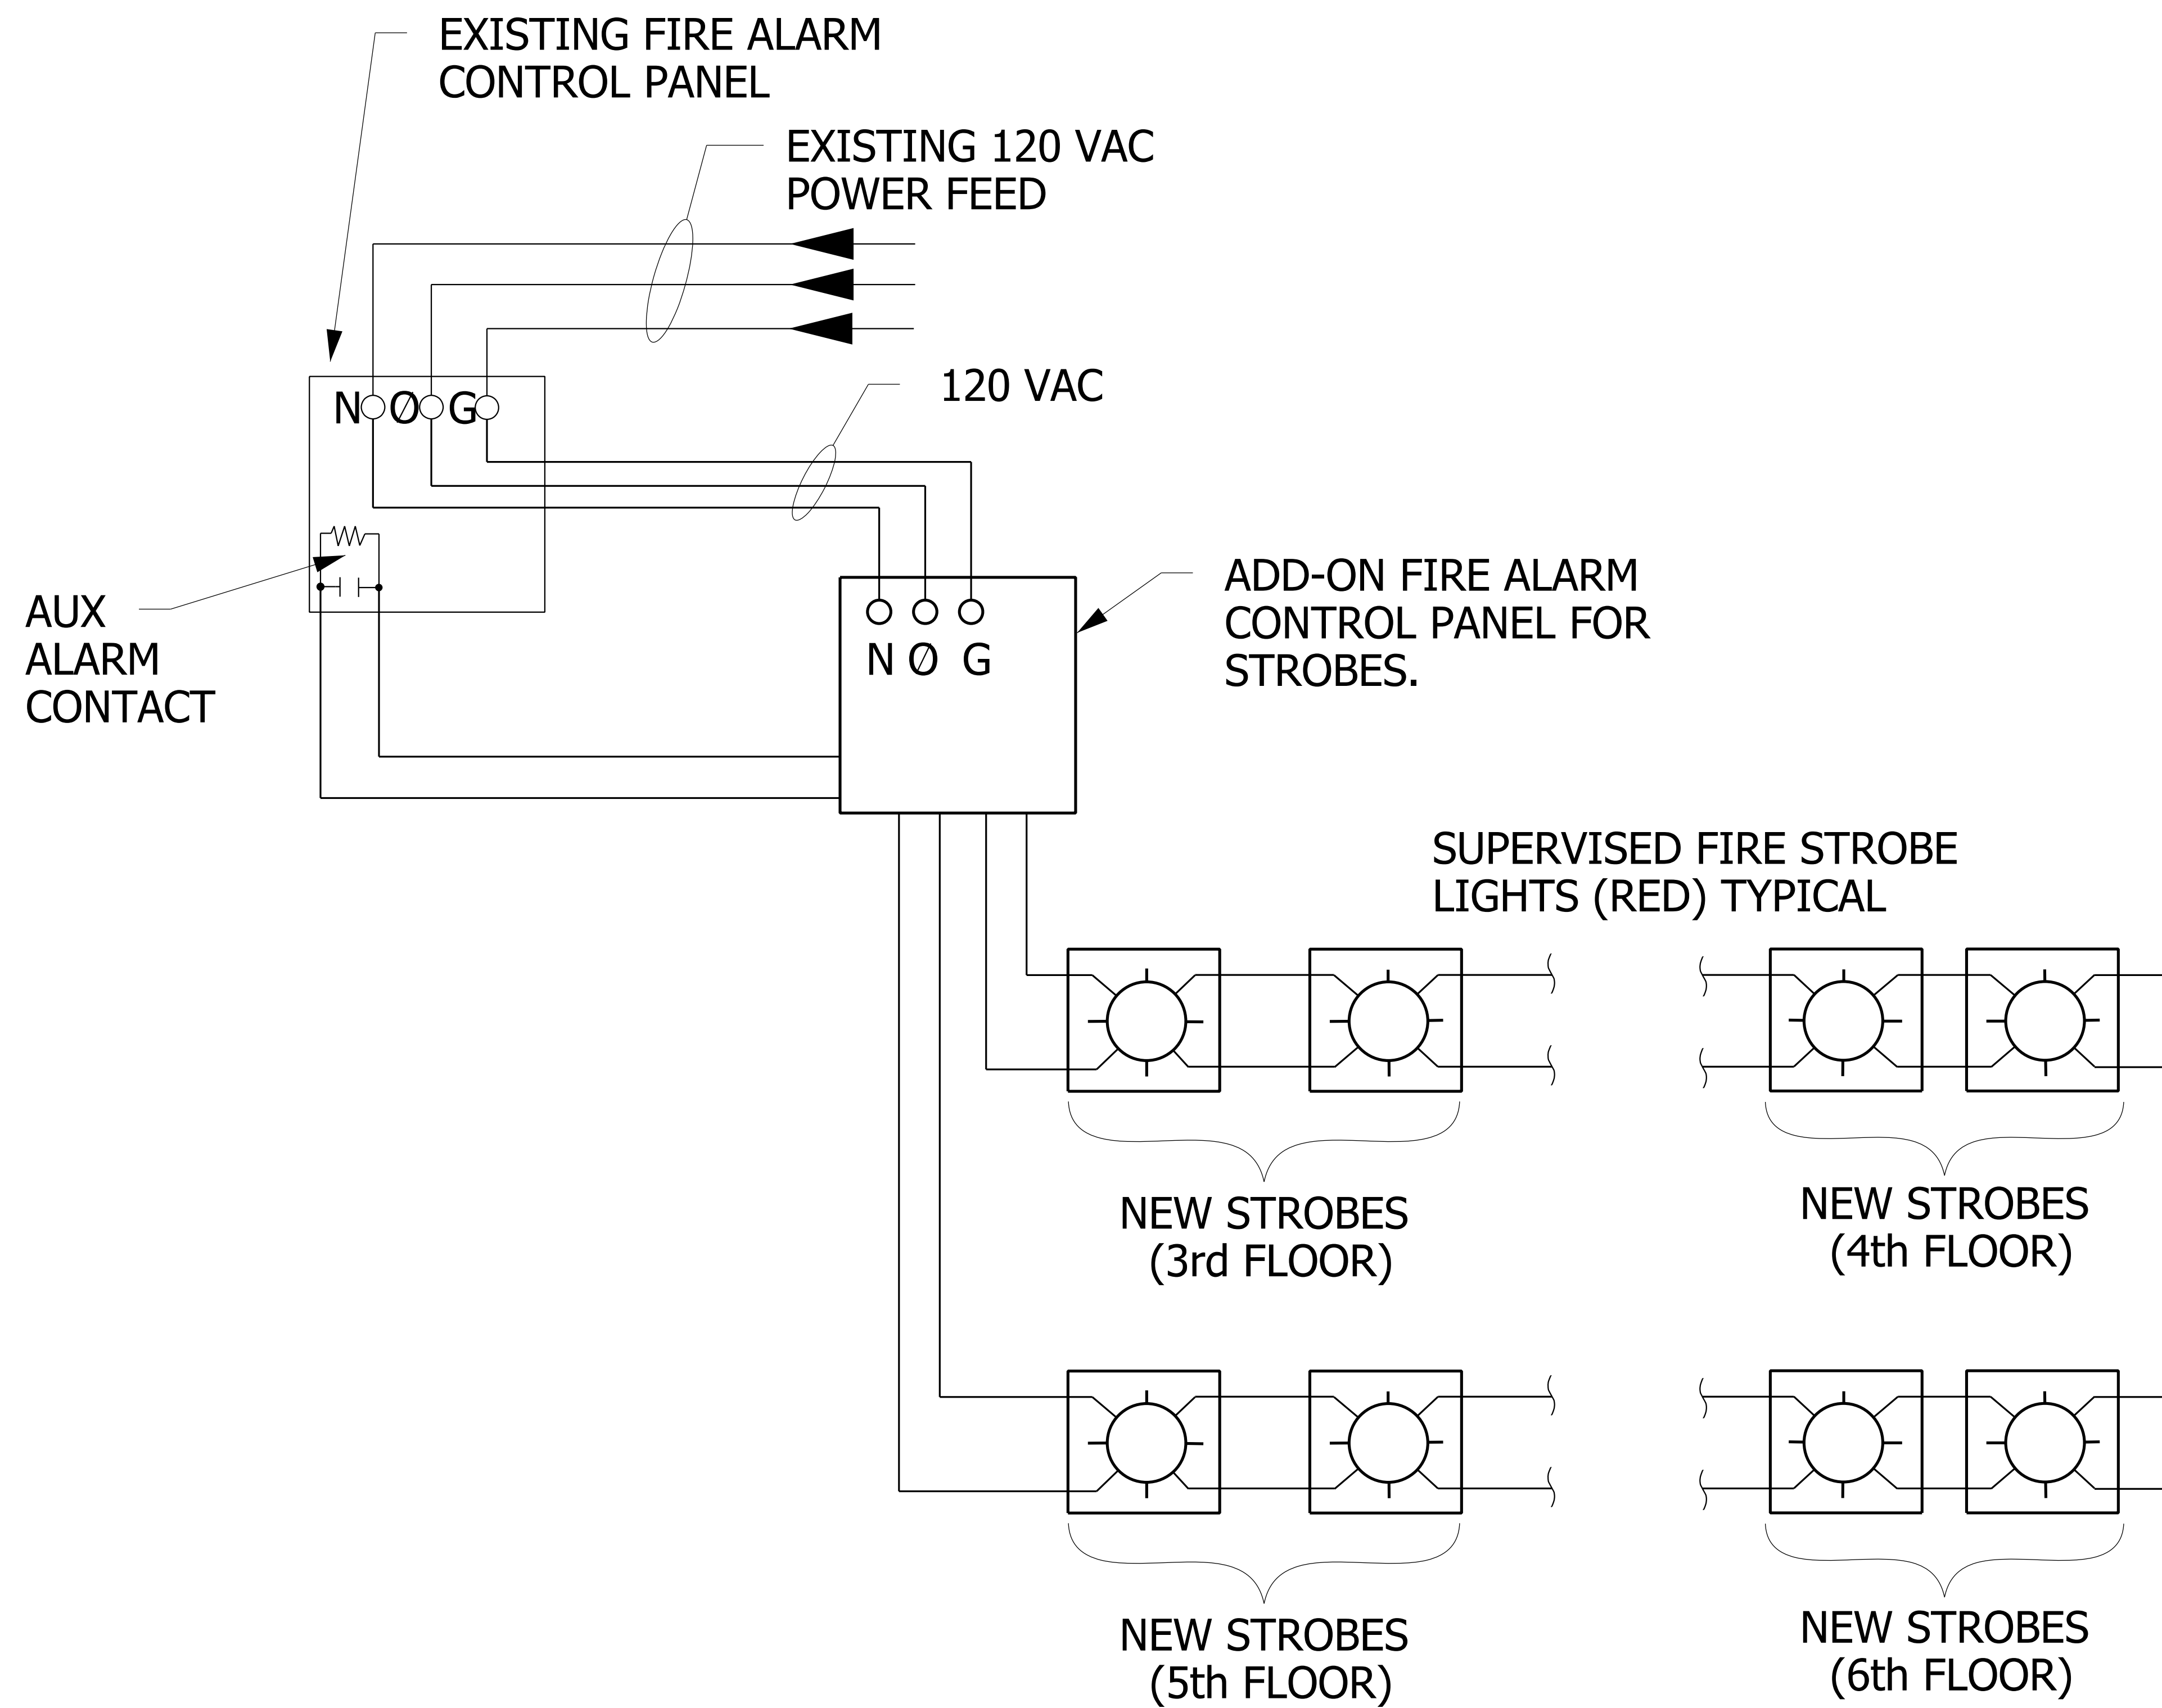 EXISTING FIRE ALARM
CONTROL PANEL
EXISTING 120 VAC
POWER FEED
120 VAC
N Ø G
AUX
ALARM
CONTACT
ADD-ON FIRE ALARM
CONTROL PANEL FOR
STROBES.
N Ø G
SUPERVISED FIRE STROBE
LIGHTS (RED) TYPICAL
NEW STROBES
(3rd FLOOR)
NEW STROBES
(4th FLOOR)
NEW STROBES
(5th FLOOR)
NEW STROBES
(6th FLOOR)